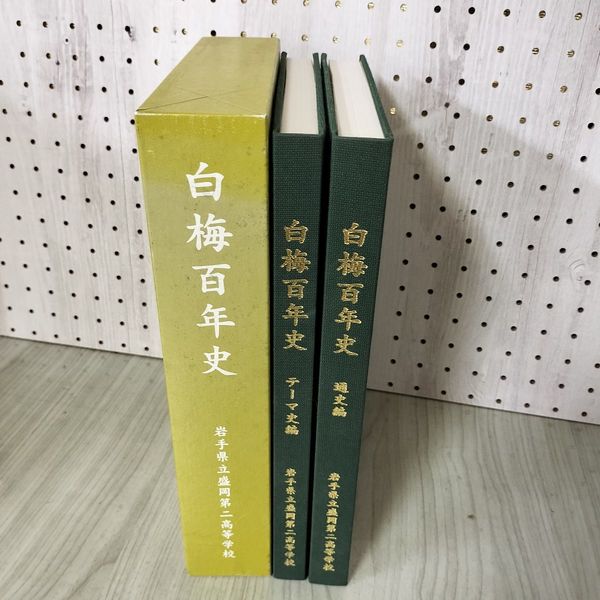 白梅百年史
岩手県立盛岡第二高等学校
白梅百年史
テーマ史編
岩手県立盛岡第二高等学校
白梅百年史
通史編
岩手県立盛岡第二高等学校